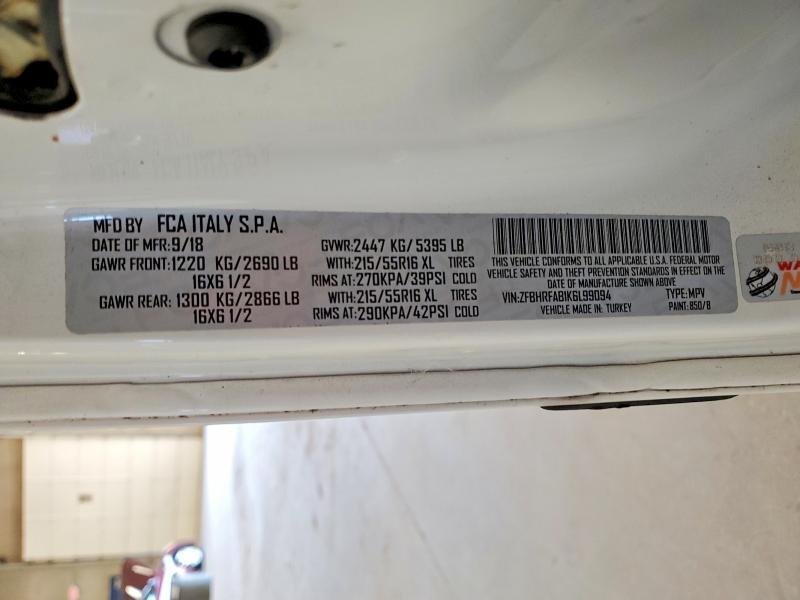 MFD BY FCA ITALY S.P.A.
DATE OF MFR: 9/18
GAWR FRONT: 1220 KG/2690 LB
16X6 1/2
GAWR REAR: 1300 KG/2866 LB
16X6 1/2
GVWR: 2447 KG/ 5395 LB
WITH: 215/55R16 XL TIRES
RIMS AT: 270KPA/39PSI COLD
WITH: 215/55R16 XL TIRES
RIMS AT: 290KPA/42PSI COLD
THIS VEHICLE CONFORMS TO ALL APPLICABLE U.S.A. FEDERAL MOTOR
VEHICLE SAFETY AND THEFT PREVENTION STANDARDS IN EFFECT ON THE
DATE OF MANUFACTURE SHOWN ABOVE
VIN: ZFBHRFAB1K6L99094 TYPE: MPV
VEHICLE MADE IN: TURKEY PAINT: 850/B
WA